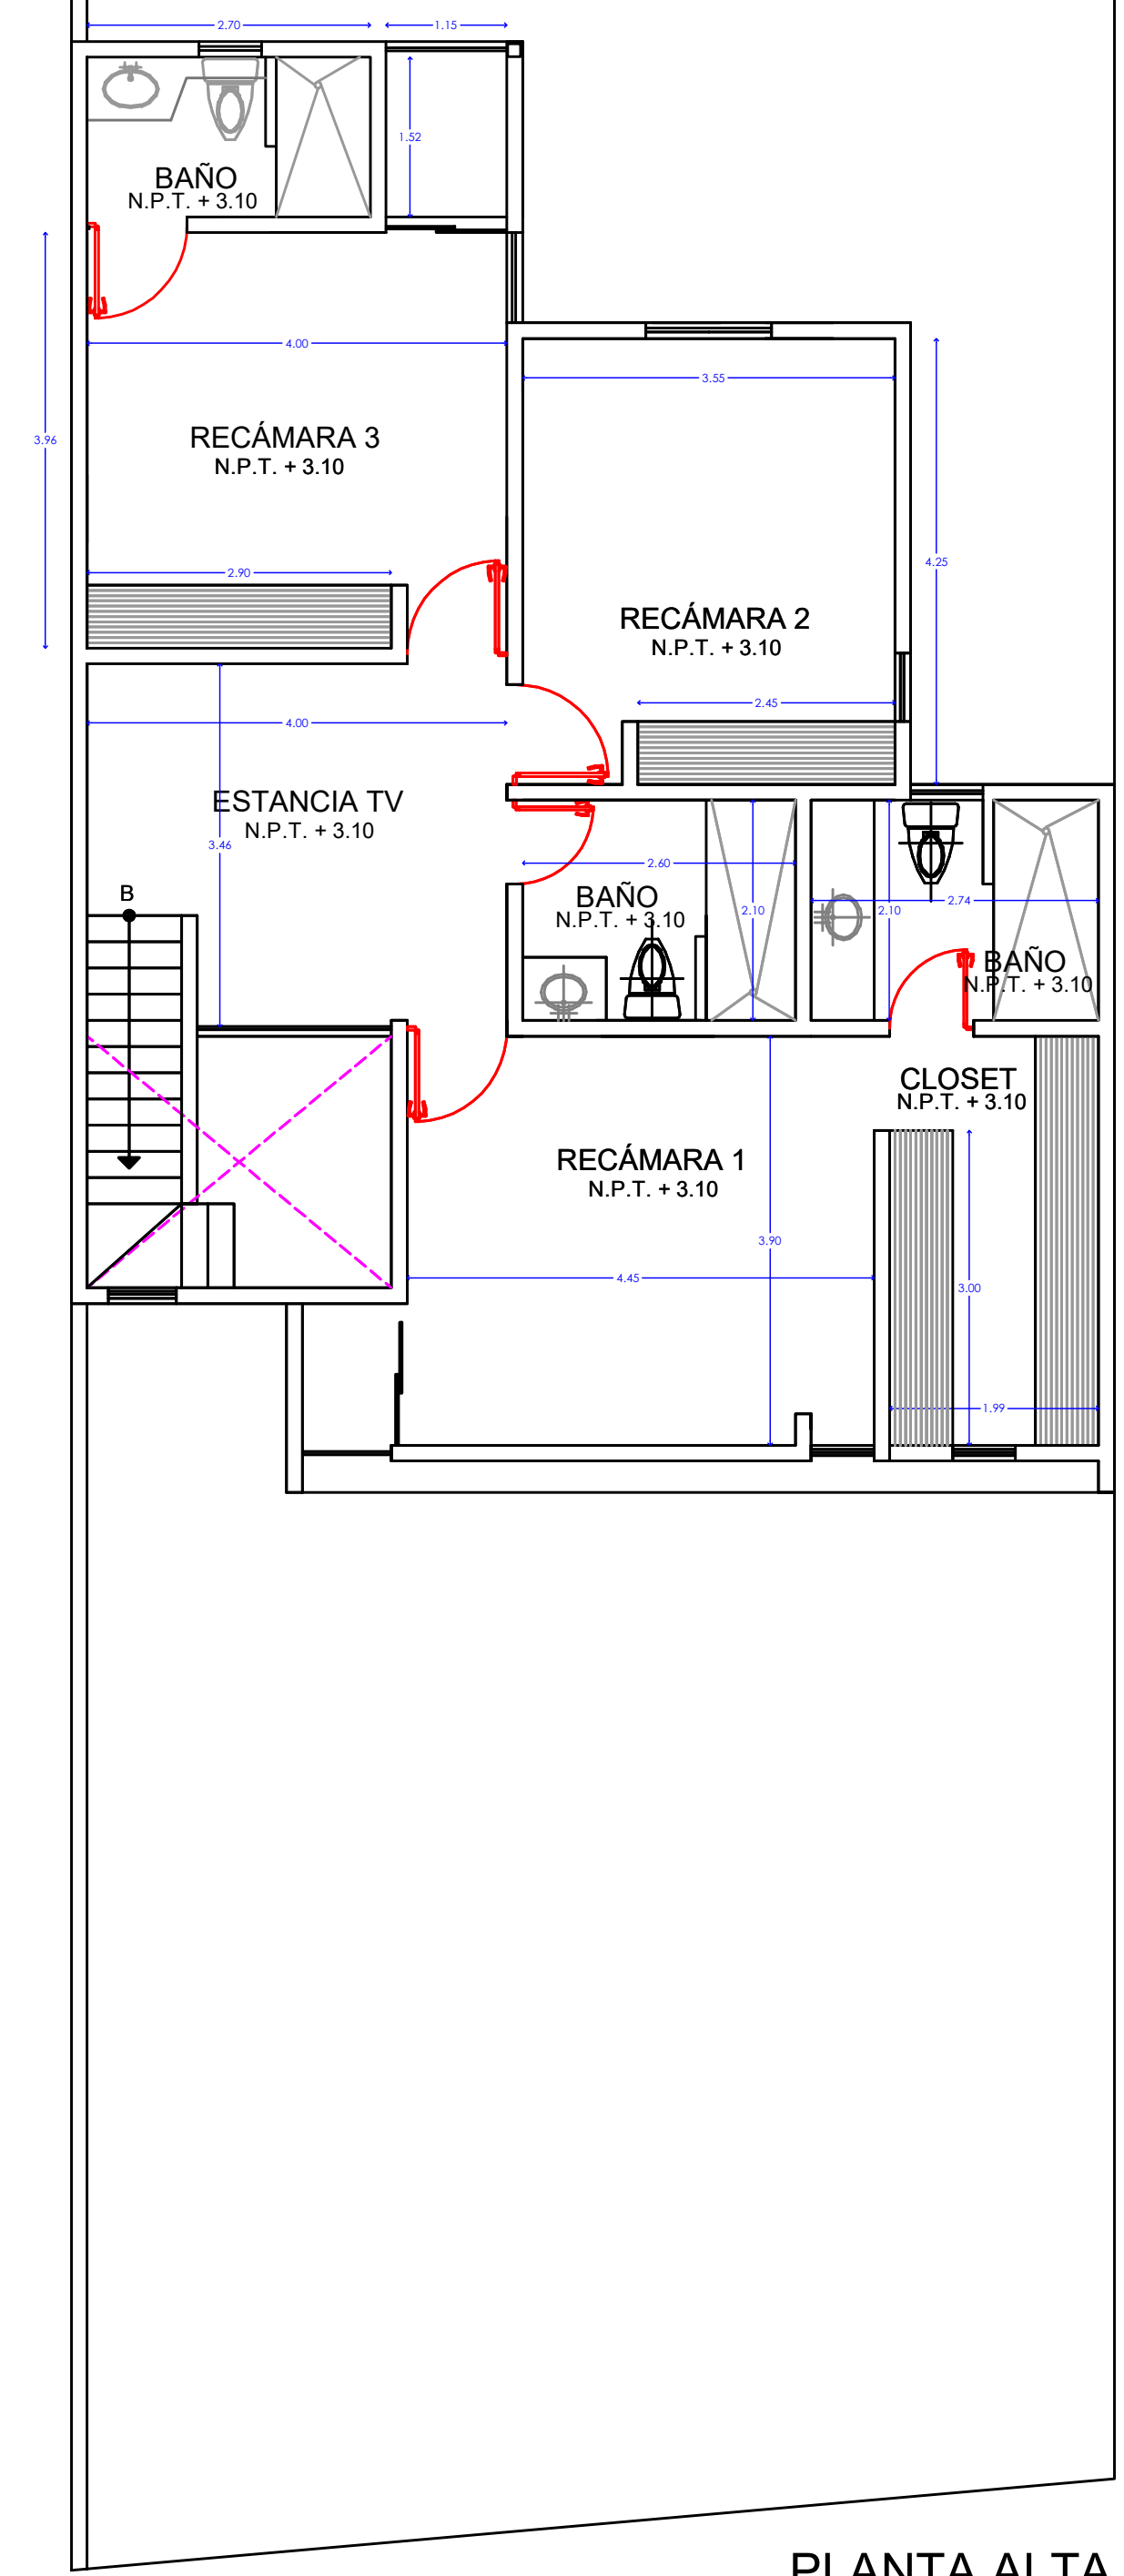 2.70
1.15
1.52
BAÑO
N.P.T. + 3.10
4.00
3.55
3.96
RECÁMARA 3
N.P.T. + 3.10
4.25
2.90
RECÁMARA 2
N.P.T. + 3.10
2.45
4.00
ESTANCIA TV
N.P.T. + 3.10
3.46
2.60
B
BAÑO
N.P.T. + 3.10
2.10
2.10
2.74
BAÑO
N.P.T. + 3.10
CLOSET
N.P.T. + 3.10
RECÁMARA 1
N.P.T. + 3.10
3.90
4.45
3.00
1.99
PLANTA ALTA